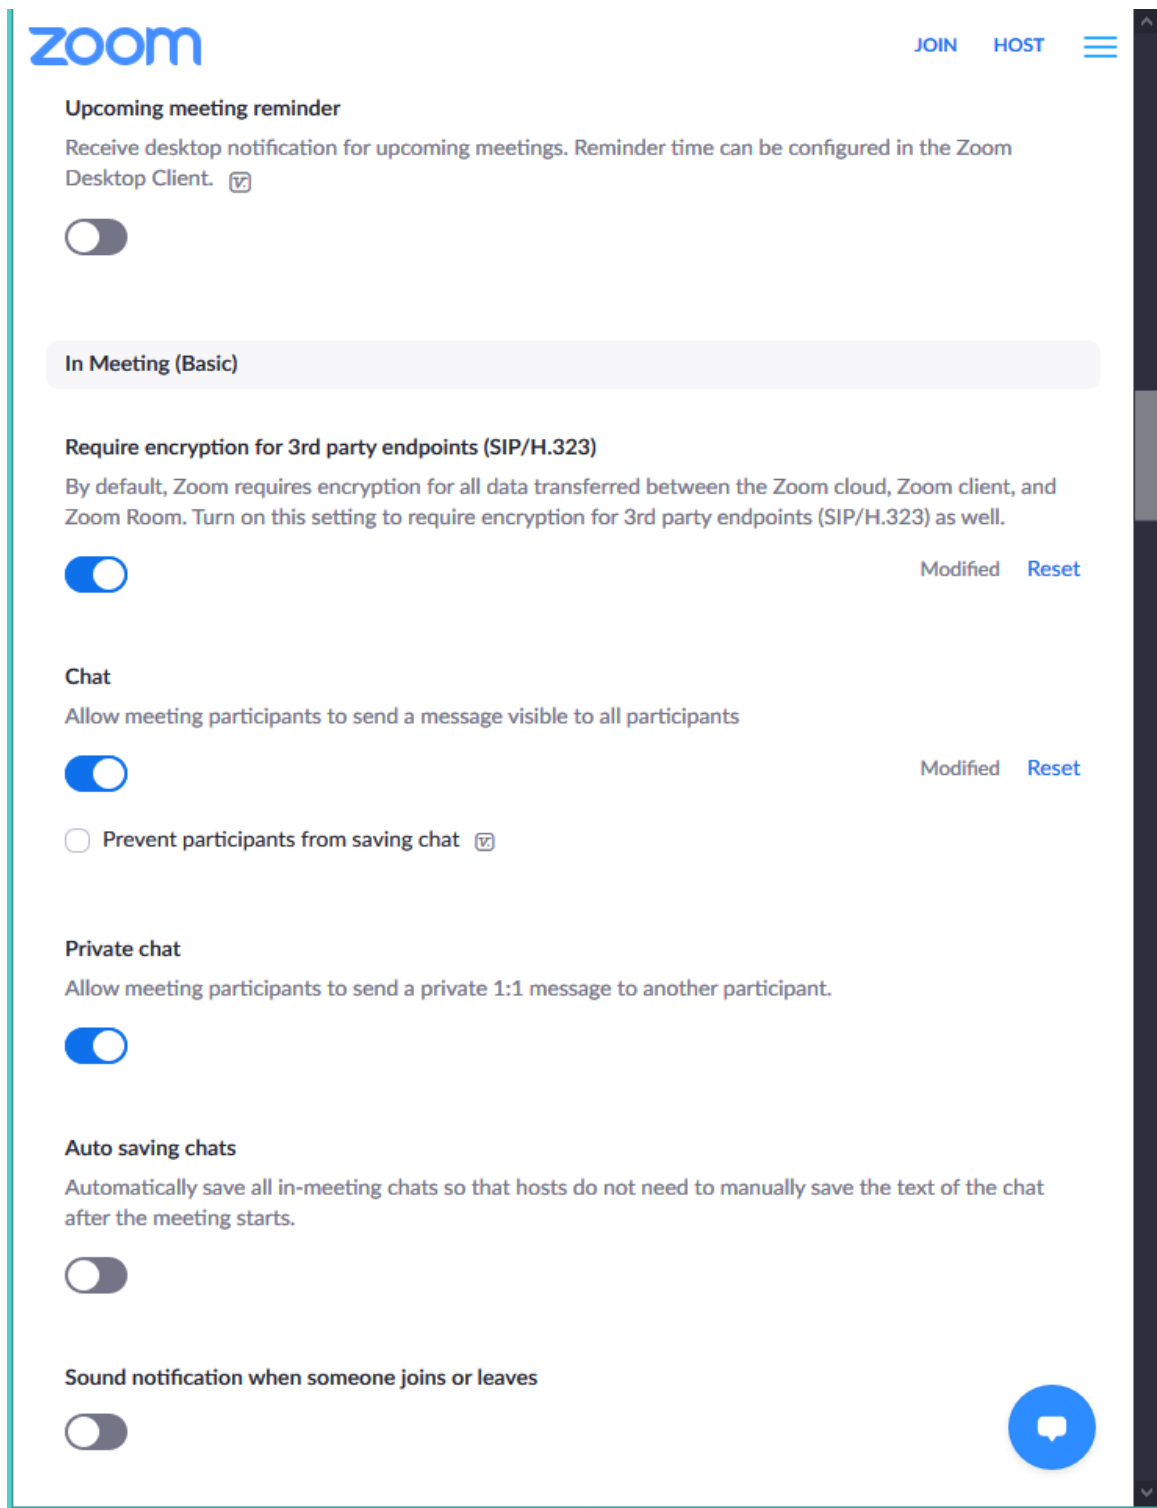 zoom
JOIN HOST
Upcoming meeting reminder
Receive desktop notification for upcoming meetings. Reminder time can be configured in the Zoom
Desktop Client.
In Meeting (Basic)
Require encryption for 3rd party endpoints (SIP/H.323)
By default, Zoom requires encryption for all data transferred between the Zoom cloud, Zoom client, and
Zoom Room. Turn on this setting to require encryption for 3rd party endpoints (SIP/H.323) as well.
Modified Reset
Chat
Allow meeting participants to send a message visible to all participants
Modified Reset
Prevent participants from saving chat
Private chat
Allow meeting participants to send a private 1:1 message to another participant.
Auto saving chats
Automatically save all in-meeting chats so that hosts do not need to manually save the text of the chat
after the meeting starts.
Sound notification when someone joins or leaves